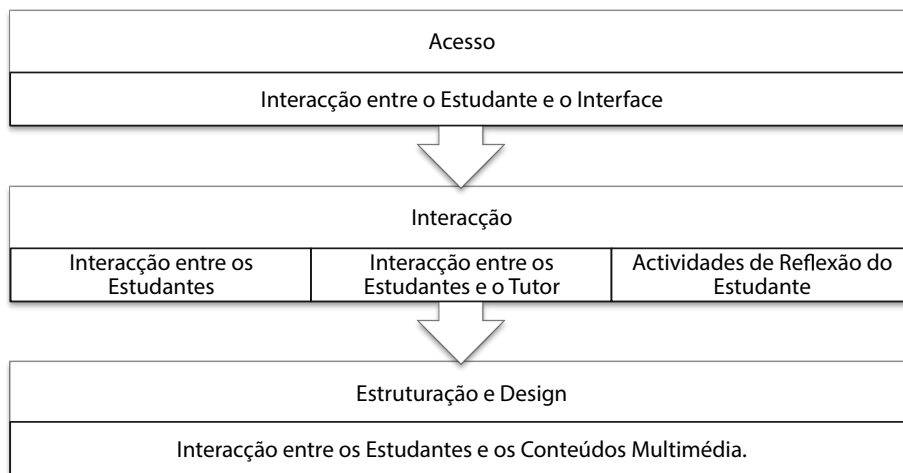 Acesso
Interacção entre o Estudante e o Interface
Interacção
Interacção entre os
Estudantes
Interacção entre os
Estudantes e o Tutor
Actividades de Reflexão do
Estudante
Estruturação e Design
Interacção entre os Estudantes e os Conteúdos Multimédia.